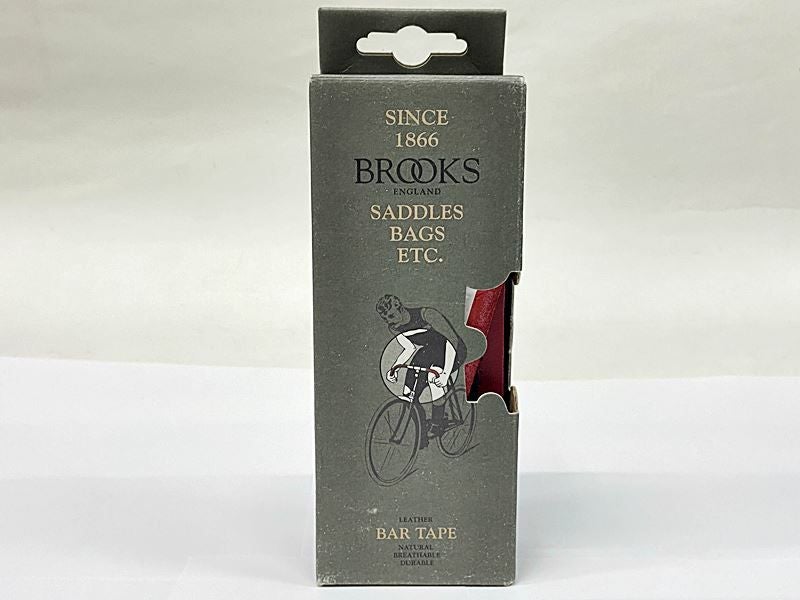 SINCE
1866
BROOKS
ENGLAND
SADDLES
BAGS
ETC.
LEATHER
BAR TAPE
NATURAL
BREATHABLE
DURABLE